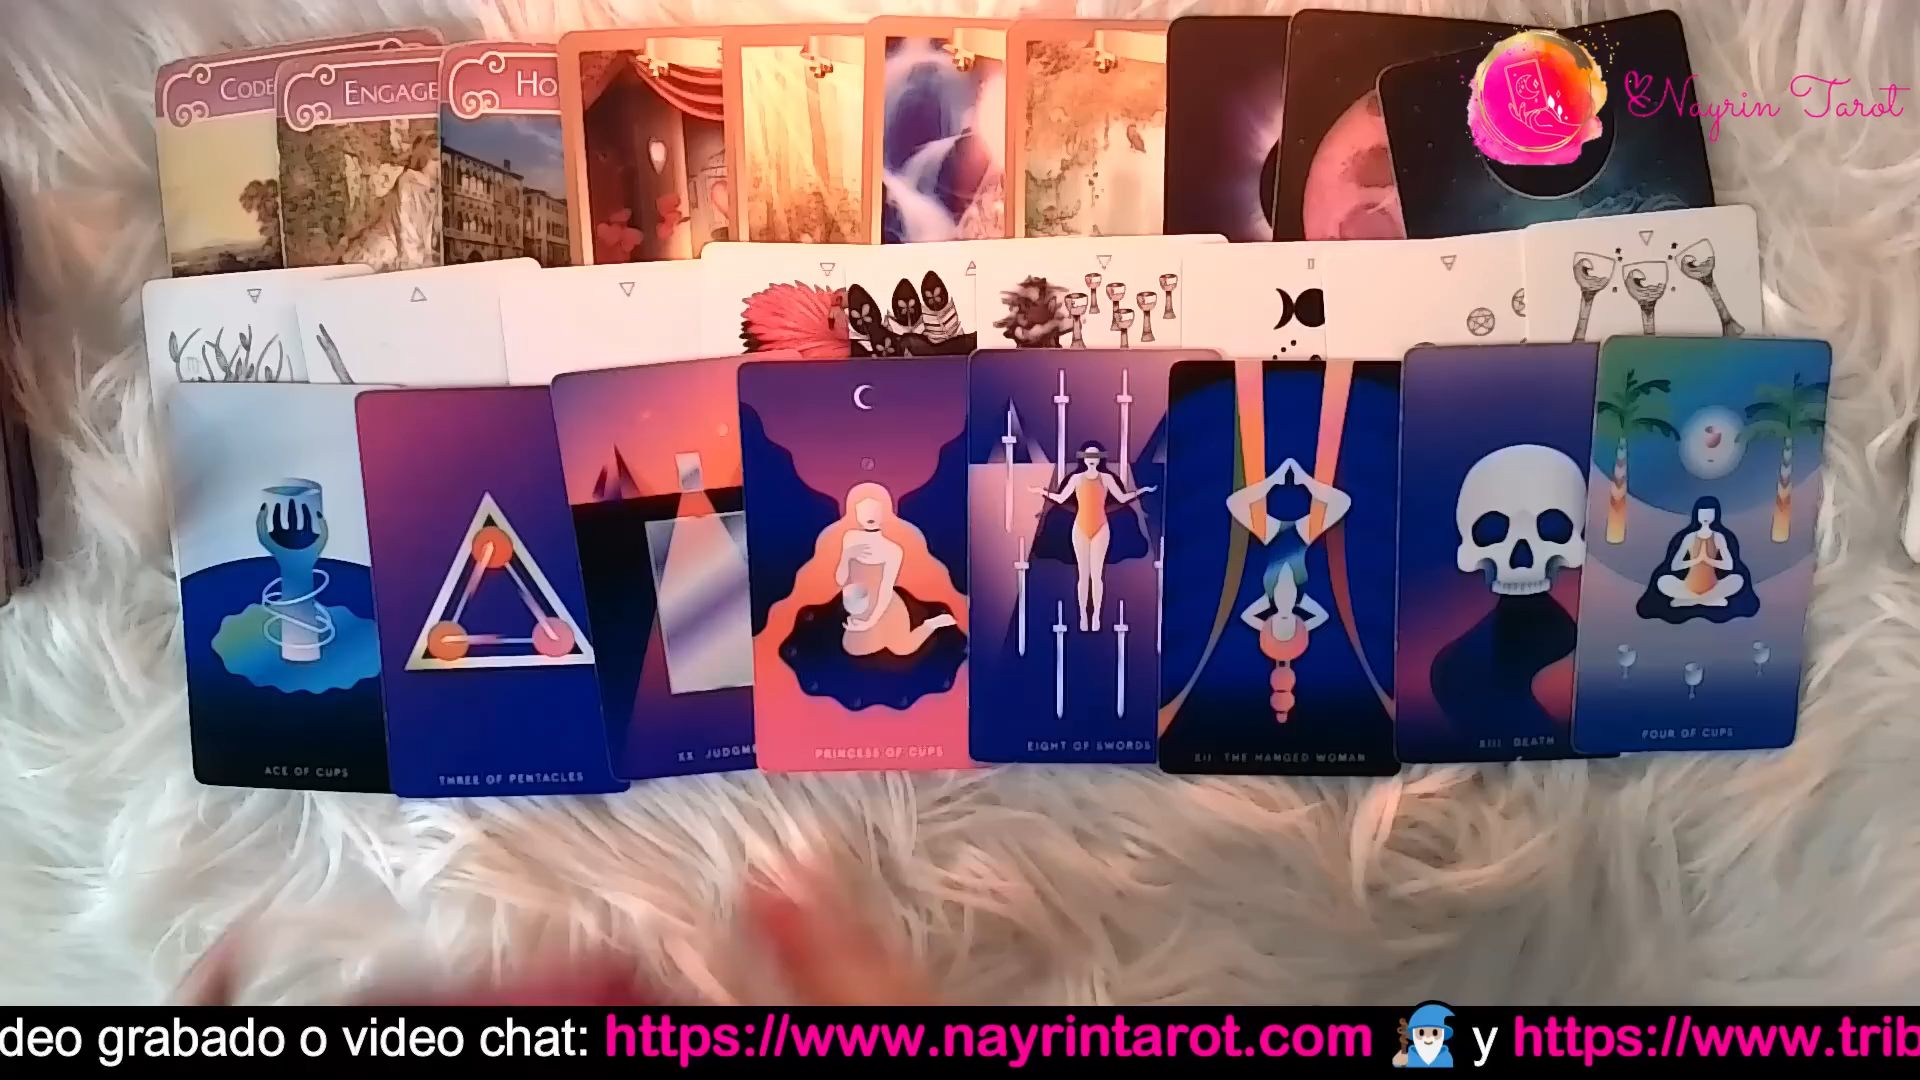 CODE
ENGAGE
HO
Nayrin Tarot
ACE OF CUPS
THREE OF PENTACLES
XX JUDGME
PRINCESS OF CUPS
EIGHT OF SWORDS
XII THE HANGED WOMAN
XIII DEATH
FOUR OF CUPS
deo grabado o video chat: https://www.nayrintarot.com y https://www.trib